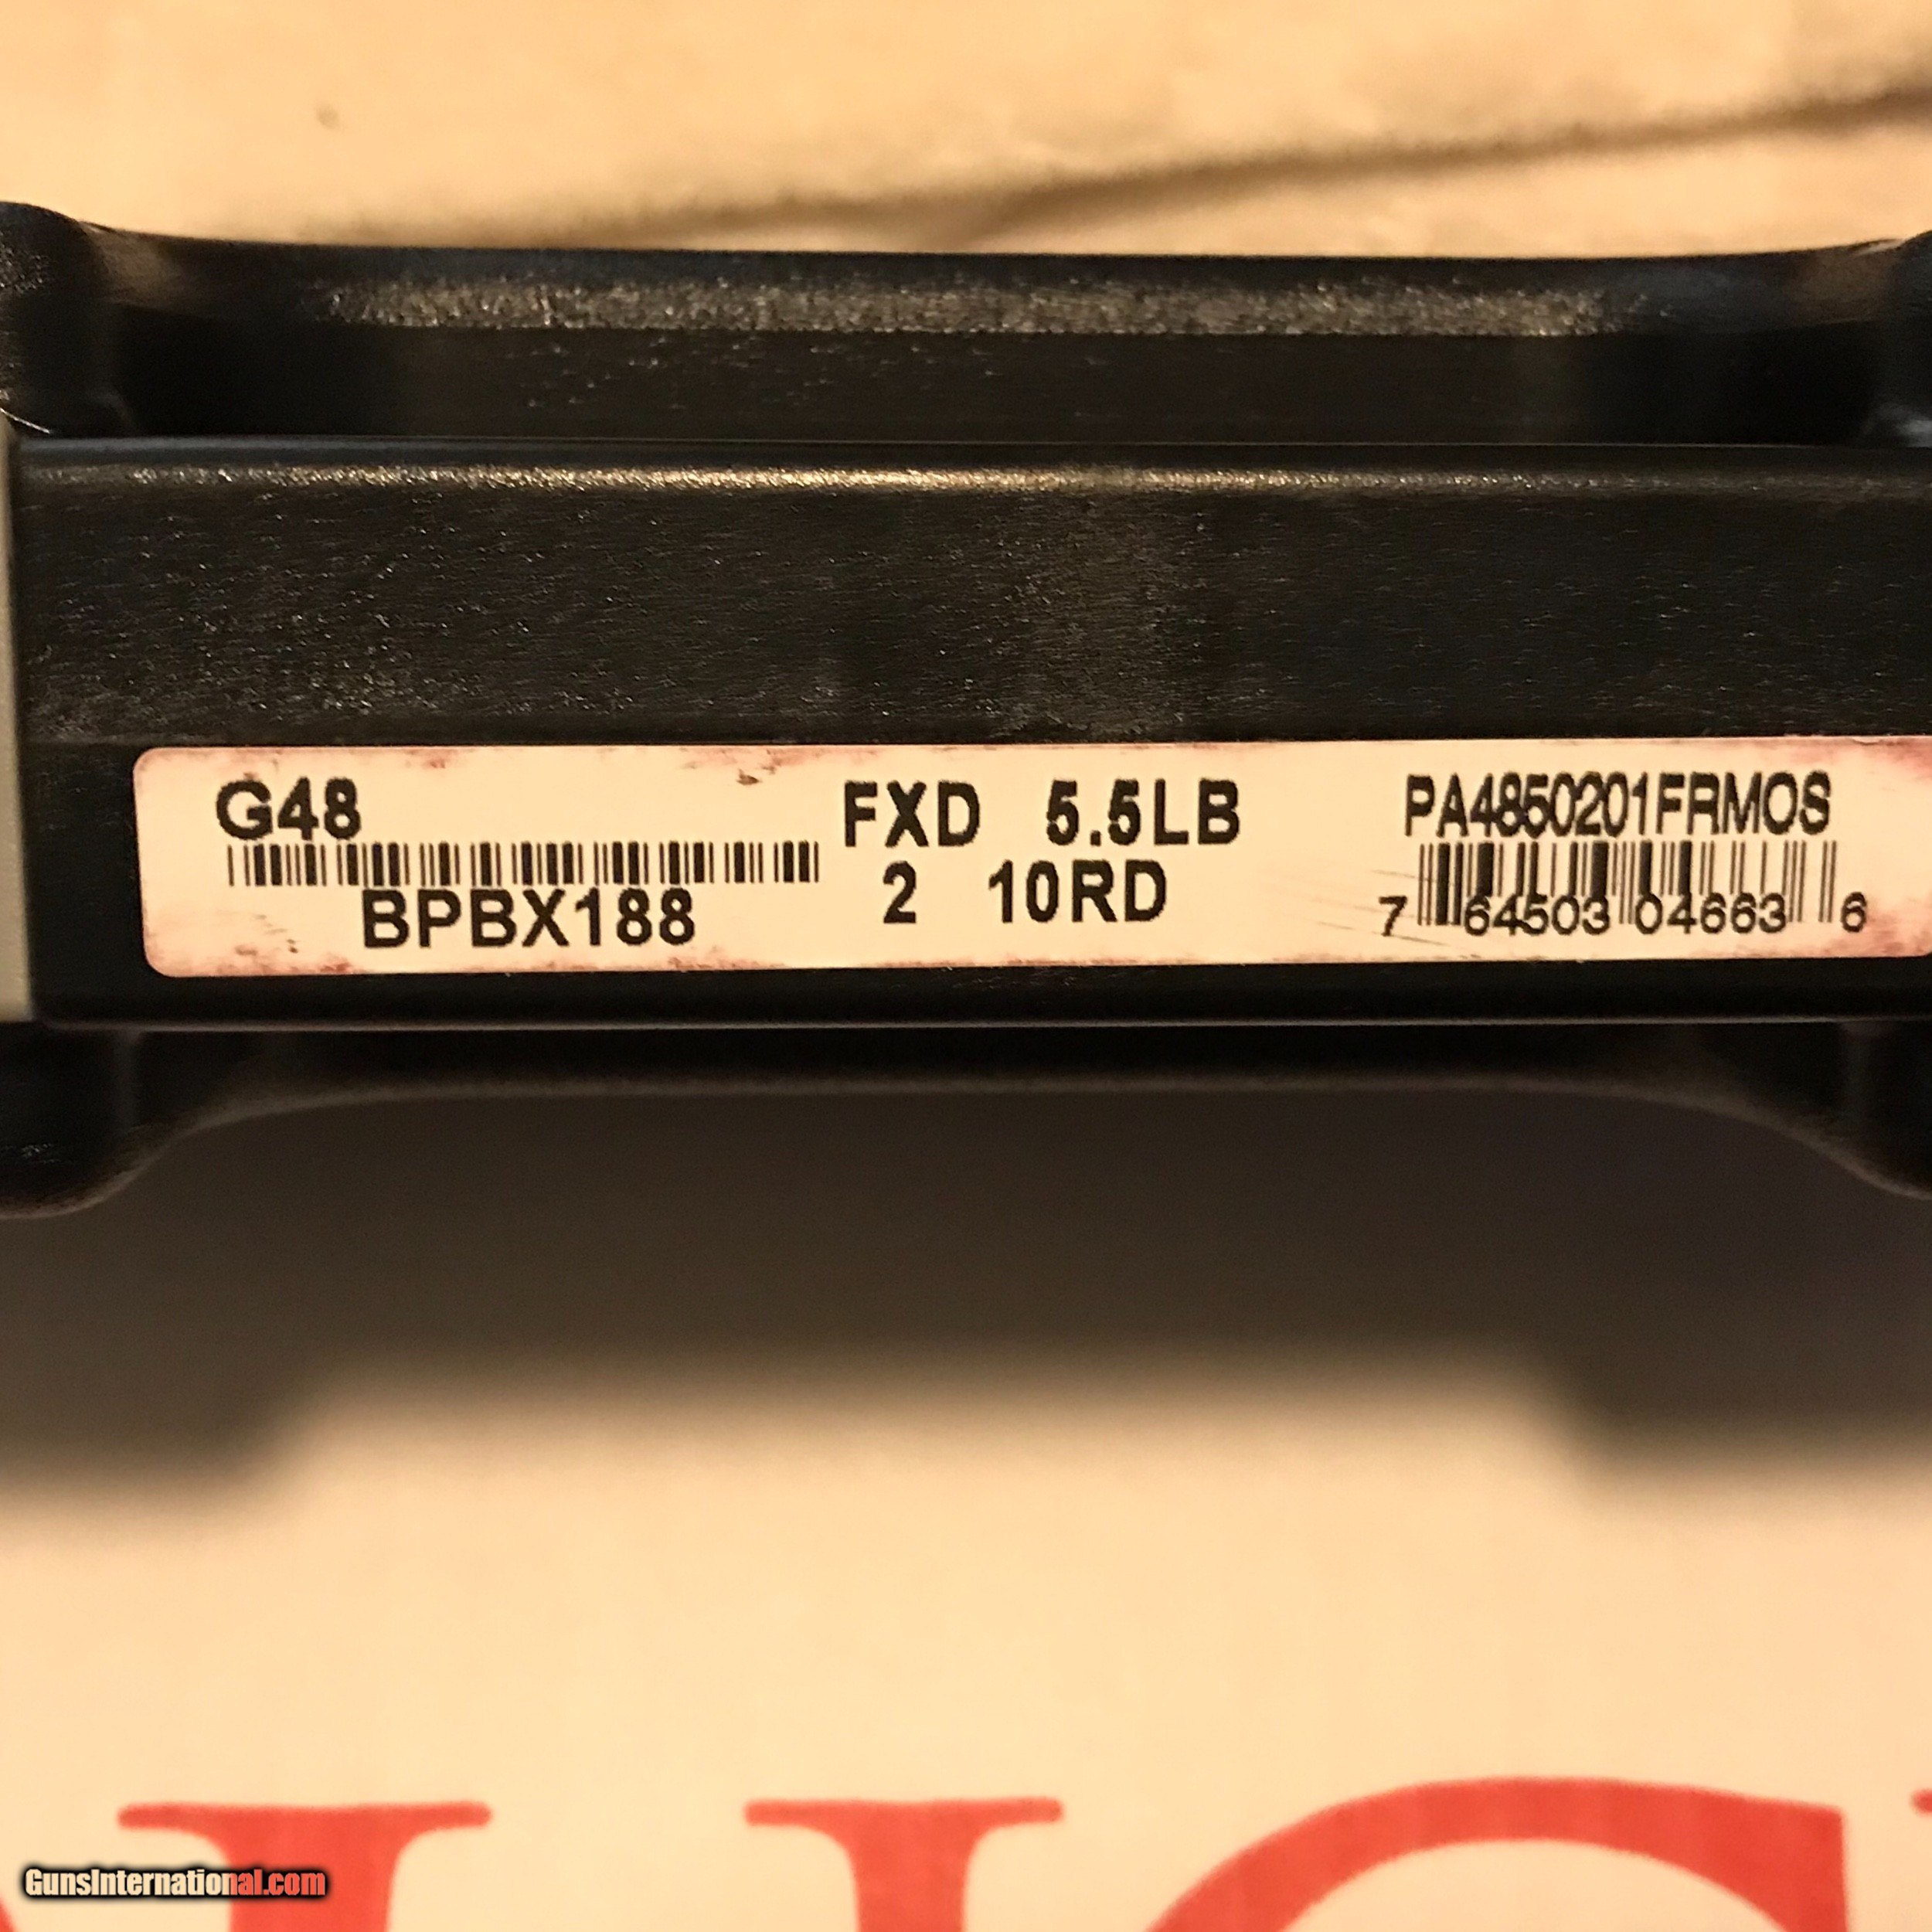 G48 FXD 5.5LB PA4850201FRMOS
BPBX188 2 10RD 7 64503 04663 6
GunsInternational.com